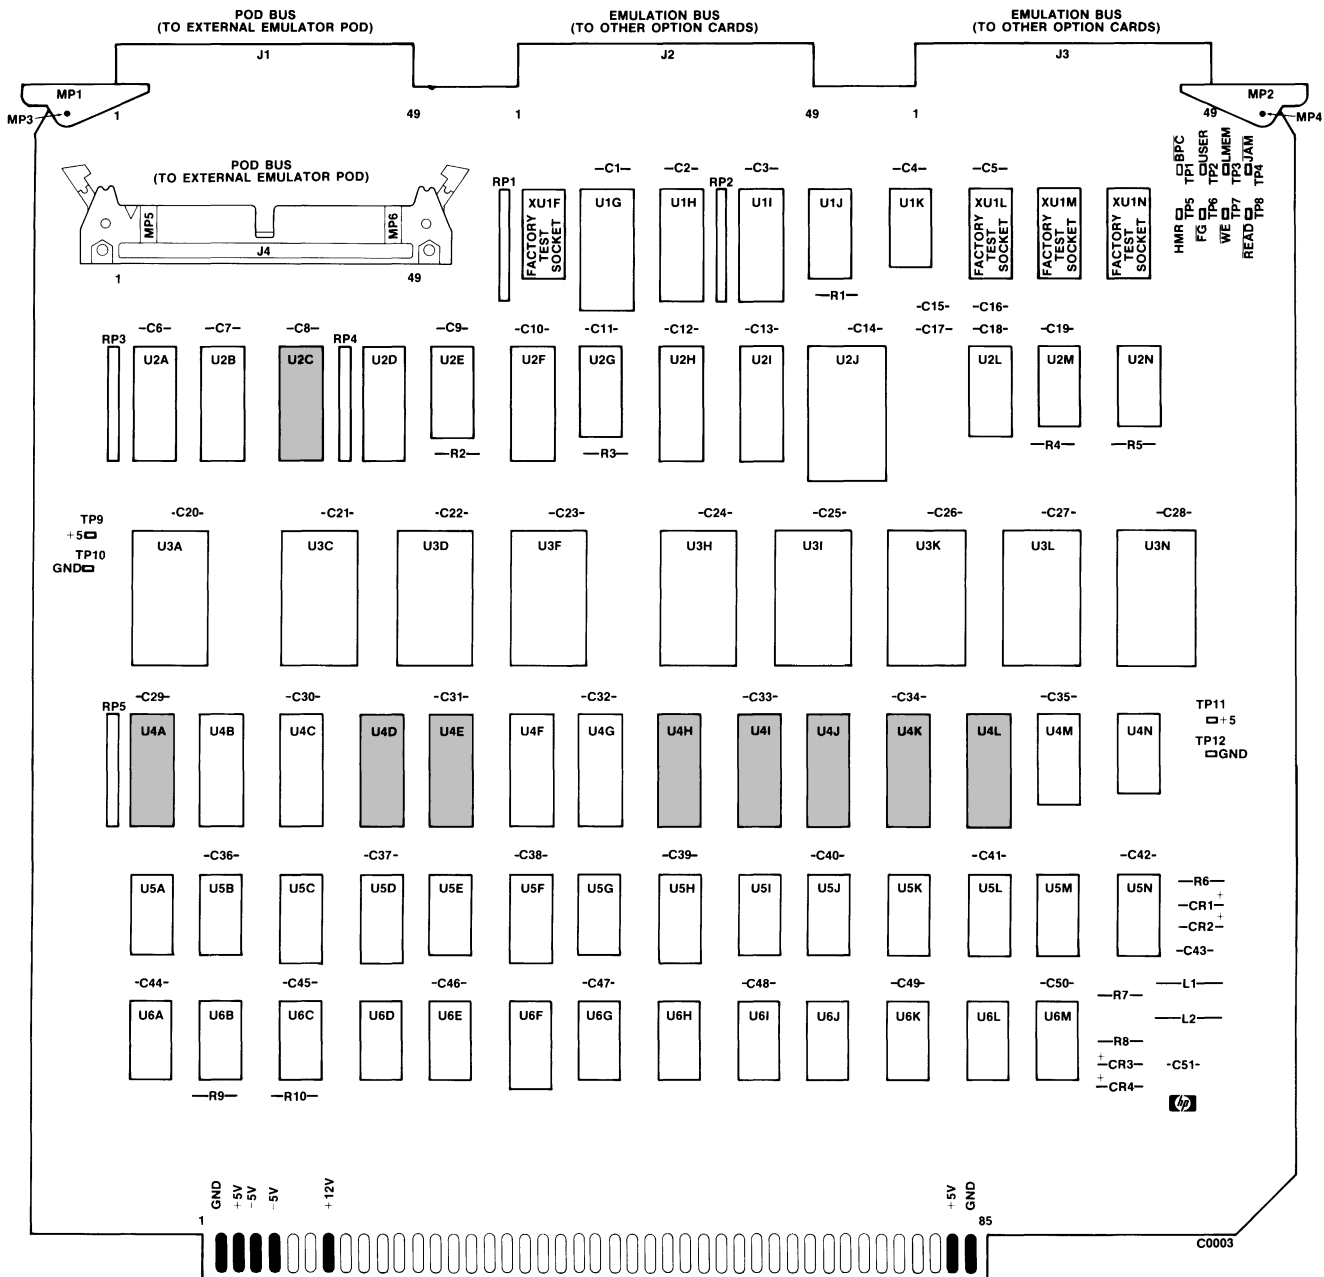 POD BUS
(TO EXTERNAL EMULATOR POD)
EMULATION BUS
(TO OTHER OPTION CARDS)
EMULATION BUS
(TO OTHER OPTION CARDS)
J1
J2
J3
MP1
MP2
MP3
1
49
1
49
1
49
MP4
BPC
USER
LMEM
JAM
TP1
TP2
TP3
TP4
TP5
TP6
TP7
TP8
HMR
FG
WE
READ
POD BUS
(TO EXTERNAL EMULATOR POD)
MP5
MP6
J4
1
49
-C1-
-C2-
-C3-
-C4-
-C5-
RP1
RP2
XU1F
FACTORY
TEST
SOCKET
U1G
U1H
U1I
U1J
U1K
XU1L
FACTORY
TEST
SOCKET
XU1M
FACTORY
TEST
SOCKET
XU1N
FACTORY
TEST
SOCKET
—R1—
-C15-
-C16-
-C6-
-C7-
-C8-
-C9-
-C10-
-C11-
-C12-
-C13-
-C14-
-C17-
-C18-
-C19-
RP3
RP4
U2A
U2B
U2C
U2D
U2E
U2F
U2G
U2H
U2I
U2J
U2L
U2M
U2N
—R2—
—R3—
—R4—
—R5—
TP9
+5
TP10
GND
-C20-
-C21-
-C22-
-C23-
-C24-
-C25-
-C26-
-C27-
-C28-
U3A
U3C
U3D
U3F
U3H
U3I
U3K
U3L
U3N
-C29-
-C30-
-C31-
-C32-
-C33-
-C34-
-C35-
RP5
U4A
U4B
U4C
U4D
U4E
U4F
U4G
U4H
U4I
U4J
U4K
U4L
U4M
U4N
TP11
+5
TP12
GND
-C36-
-C37-
-C38-
-C39-
-C40-
-C41-
-C42-
U5A
U5B
U5C
U5D
U5E
U5F
U5G
U5H
U5I
U5J
U5K
U5L
U5M
U5N
—R6—
+
—CR1—
+
—CR2—
-C43-
-C44-
-C45-
-C46-
-C47-
-C48-
-C49-
-C50-
—L1—
—R7—
U6A
U6B
U6C
U6D
U6E
U6F
U6G
U6H
U6I
U6J
U6K
U6L
U6M
—L2—
—R8—
+
—CR3—
-C51-
+
—CR4—
—R9—
—R10—
hp
GND
+5V
-5V
-5V
+12V
+5V
GND
1
85
C0003